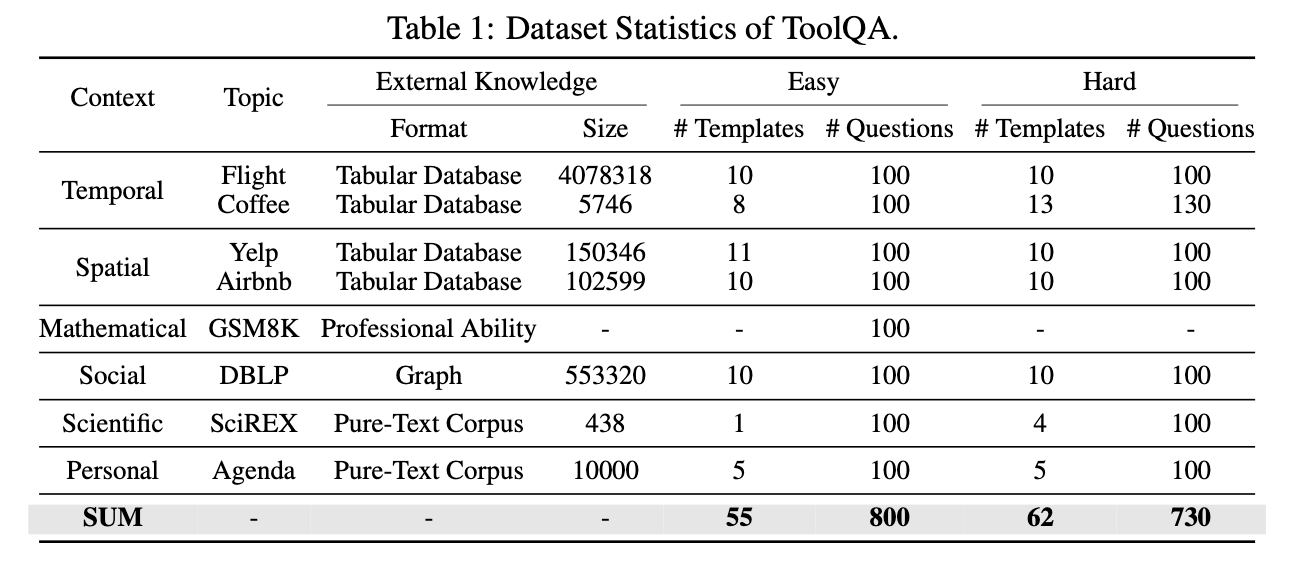 Table 1: Dataset Statistics of ToolQA.
Context Topic External Knowledge Easy Hard
Format Size # Templates # Questions # Templates # Questions
Temporal Flight Tabular Database 4078318 10 100 10 100
Coffee Tabular Database 5746 8 100 13 130
Spatial Yelp Tabular Database 150346 11 100 10 100
Airbnb Tabular Database 102599 10 100 10 100
Mathematical GSM8K Professional Ability - - 100 - -
Social DBLP Graph 553320 10 100 10 100
Scientific SciREX Pure-Text Corpus 438 1 100 4 100
Personal Agenda Pure-Text Corpus 10000 5 100 5 100
SUM - - - 55 800 62 730